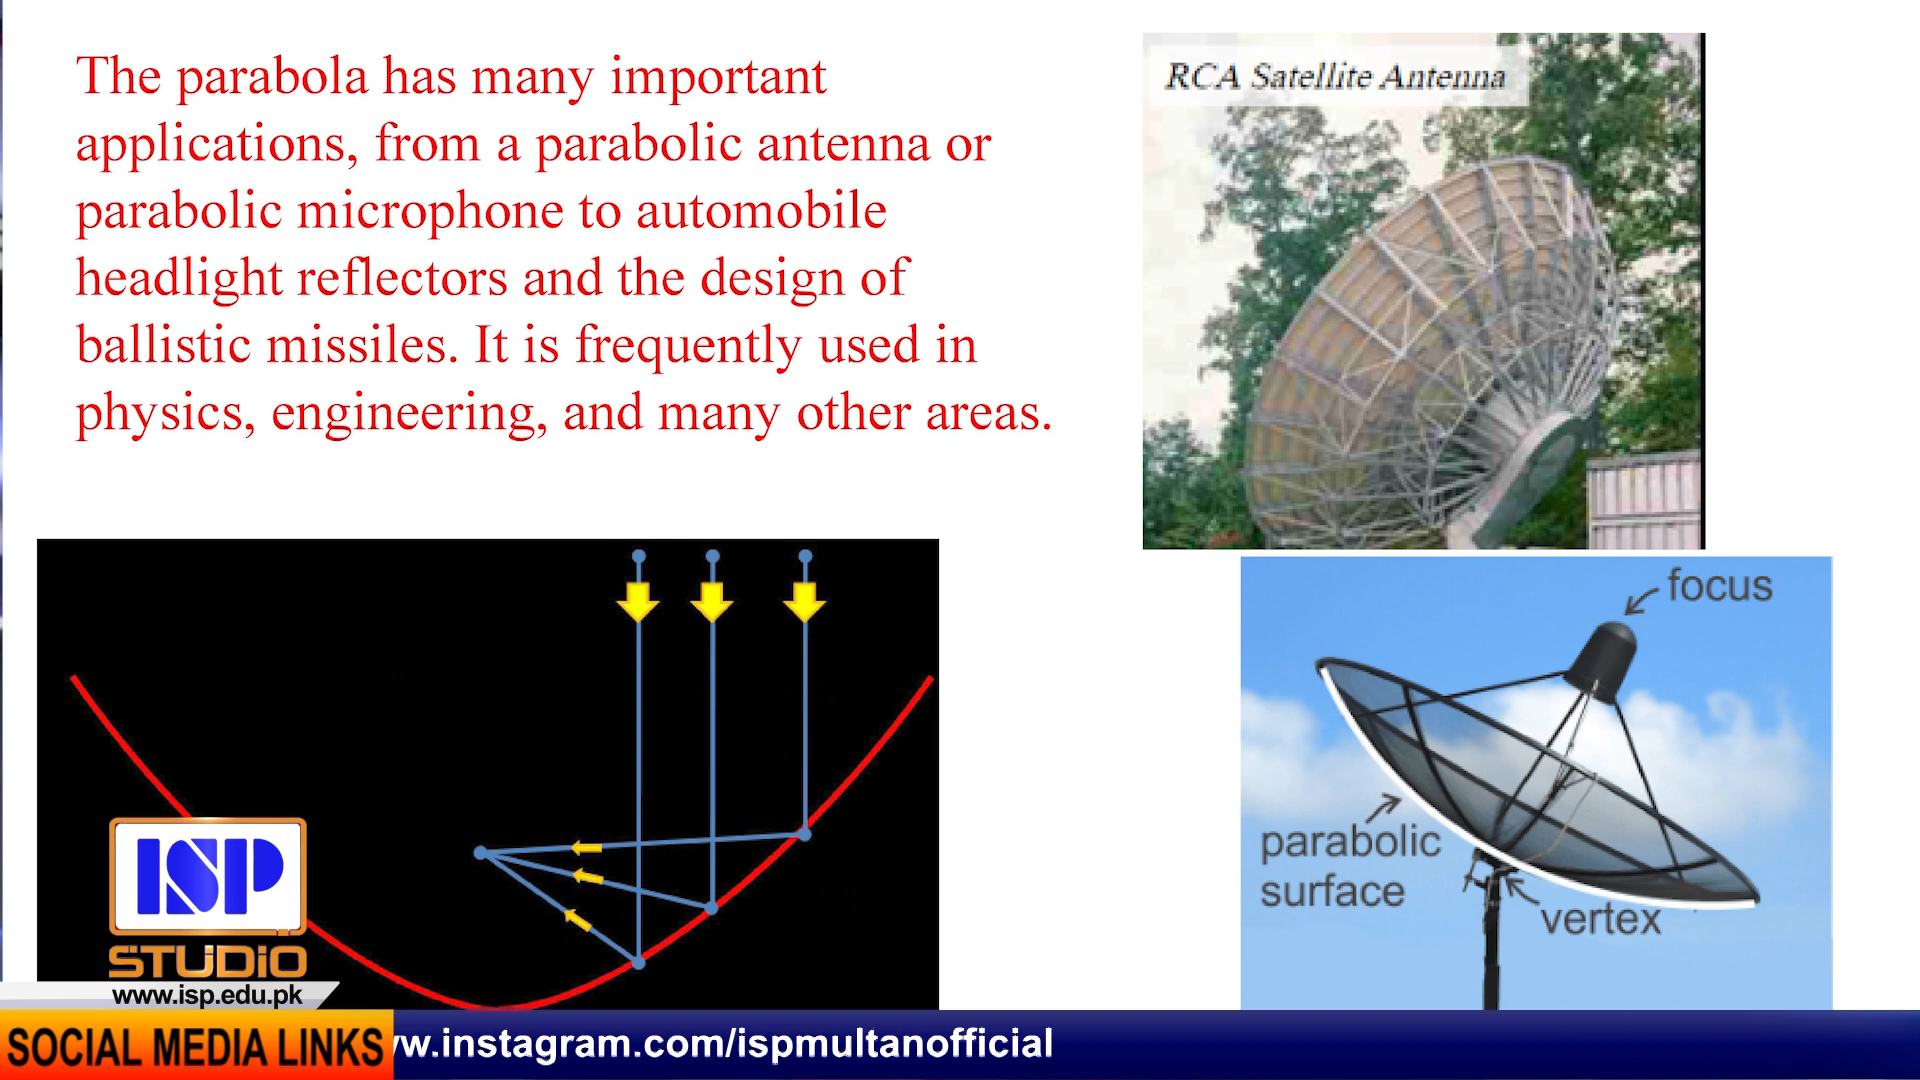 The parabola has many important
applications, from a parabolic antenna or
parabolic microphone to automobile
headlight reflectors and the design of
ballistic missiles. It is frequently used in
physics, engineering, and many other areas.
RCA Satellite Antenna
focus
parabolic
surface
vertex
ISP
STUDiO
www.isp.edu.pk
SOCIAL MEDIA LINKS
w.instagram.com/ispmultanofficial